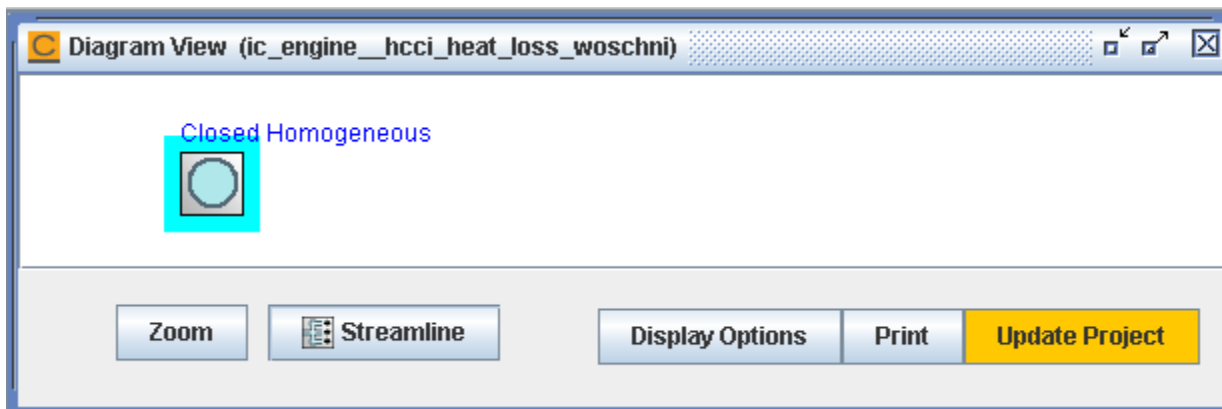 C Diagram View (ic_engine__hcci_heat_loss_woschni)
Closed Homogeneous
Zoom Streamline Display Options Print Update Project